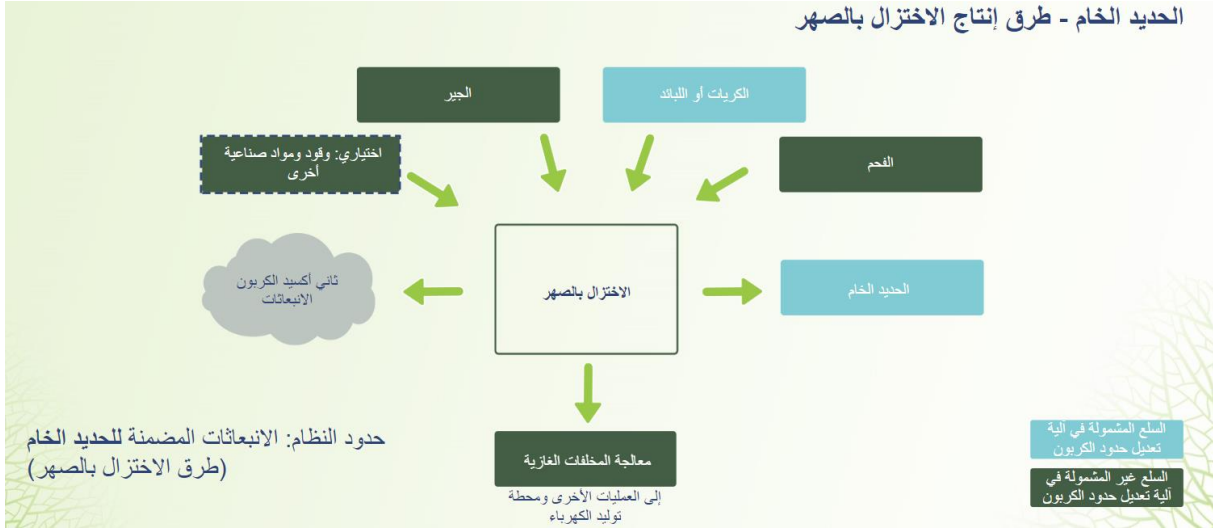 الحديد الخام - طرق إنتاج الاختزال بالصهر
الكريات أو اللبائد
الجير
الفحم
اختياري: وقود ومواد صناعية
أخرى
الاختزال بالصهر
الحديد الخام
ثاني أكسيد الكربون
الانبعاثات
معالجة المخلفات الغازية
إلى العمليات الأخرى ومحطة
توليد الكهرباء
السلع المشمولة في آلية
تعديل حدود الكربون
السلع غير المشمولة في
آلية تعديل حدود الكربون
حدود النظام: الانبعاثات المضمنة للحديد الخام
(طرق الاختزال بالصهر)